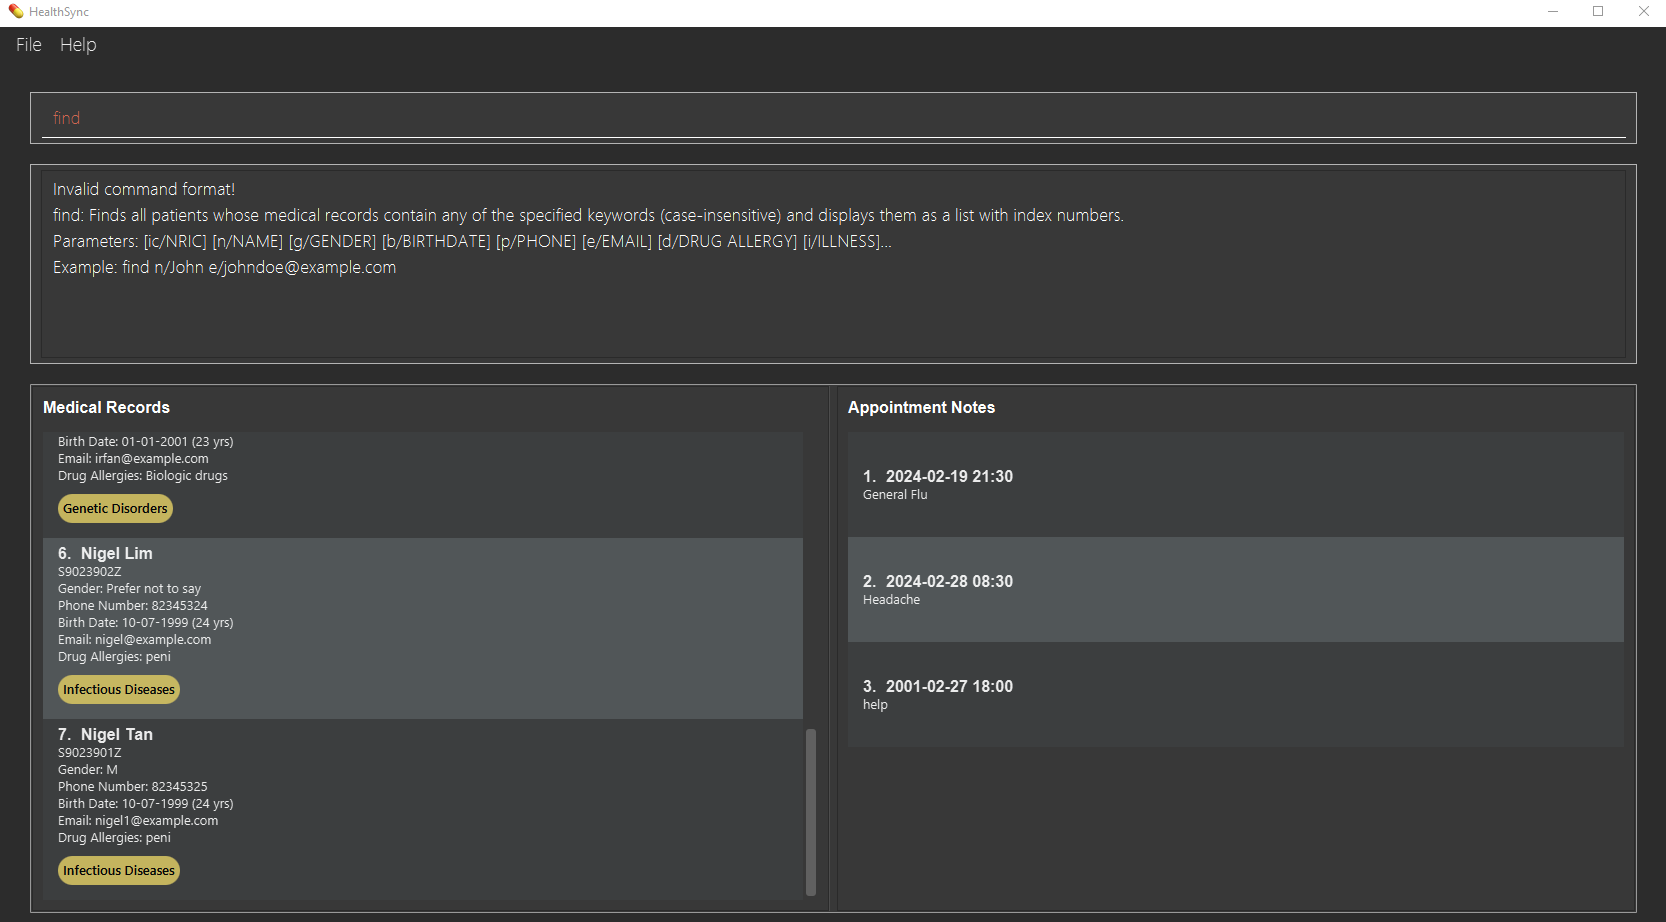 HealthSync
File Help
find
Invalid command format!
find: Finds all patients whose medical records contain any of the specified keywords (case-insensitive) and displays them as a list with index numbers.
Parameters: [ic/NRIC] [n/NAME] [g/GENDER] [b/BIRTHDATE] [p/PHONE] [e/EMAIL] [d/DRUG ALLERGY] [i/ILLNESS]...
Example: find n/John e/johndoe@example.com
Medical Records
Birth Date: 01-01-2001 (23 yrs)
Email: irfan@example.com
Drug Allergies: Biologic drugs
Genetic Disorders
6. Nigel Lim
S9023902Z
Gender: Prefer not to say
Phone Number: 82345324
Birth Date: 10-07-1999 (24 yrs)
Email: nigel@example.com
Drug Allergies: peni
Infectious Diseases
7. Nigel Tan
S9023901Z
Gender: M
Phone Number: 82345325
Birth Date: 10-07-1999 (24 yrs)
Email: nigel1@example.com
Drug Allergies: peni
Infectious Diseases
Appointment Notes
1. 2024-02-19 21:30
General Flu
2. 2024-02-28 08:30
Headache
3. 2001-02-27 18:00
help